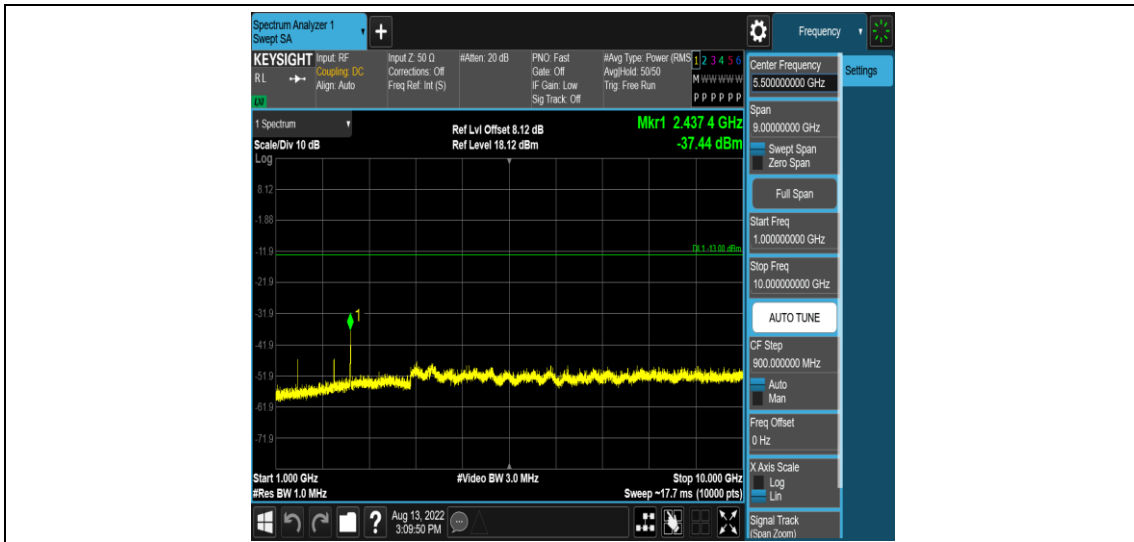 Spectrum Analyzer 1
Swept SA
+
Frequency
KEYSIGHT
RL
LXI
Input: RF
Coupling: DC
Align: Auto
Input Z: 50 Ω
Corrections: Off
Freq Ref: Int (S)
#Atten: 20 dB
PNO: Fast
Gate: Off
IF Gain: Low
Sig Track: Off
#Avg Type: Power (RMS
Avg|Hold: 50/50
Trig: Free Run
1 2 3 4 5 6
M W W W W W
P P P P P P
Center Frequency
5.500000000 GHz
Settings
1 Spectrum
Scale/Div 10 dB
Ref Lvl Offset 8.12 dB
Ref Level 18.12 dBm
Mkr1 2.437 4 GHz
-37.44 dBm
Log
8.12
-1.88
-11.9
-21.9
-31.9
-41.9
-51.9
-61.9
-71.9
DL1 -13.00 dBm
1
Start 1.000 GHz
#Res BW 1.0 MHz
#Video BW 3.0 MHz
Stop 10.000 GHz
Sweep ~17.7 ms (10000 pts)
Span
9.00000000 GHz
Swept Span
Zero Span
Full Span
Start Freq
1.000000000 GHz
Stop Freq
10.000000000 GHz
AUTO TUNE
CF Step
900.000000 MHz
Auto
Man
Freq Offset
0 Hz
X Axis Scale
Log
Lin
Signal Track
(Span Zoom)
?
Aug 13, 2022
3:09:50 PM